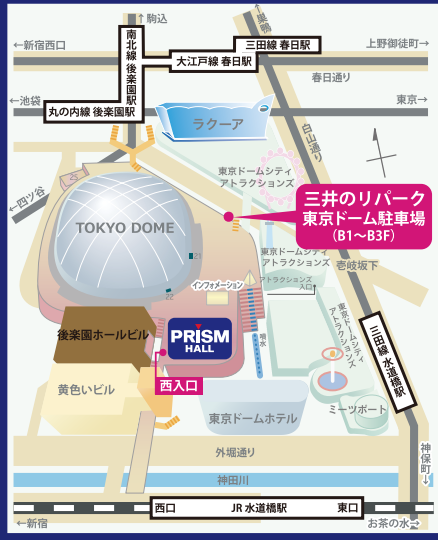 ↑駒込
↑巣鴨
←新宿西口
南北線 後楽園駅
三田線 春日駅
大江戸線 春日駅
上野御徒町→
春日通り
←池袋
丸の内線 後楽園駅
ラクーア
東京→
白山通り
東京ドームシティ
アトラクションズ
三井のリパーク
東京ドーム駐車場
(B1〜B3F)
←四ツ谷
TOKYO DOME
21
22
東京ドームシティ
アトラクションズ
アトラクションズ
入口
壱岐坂下
インフォメーション
後楽園ホールビル
PRISM
HALL
噴水
東京ドームシティ
アトラクションズ
三田線 水道橋駅
西入口
黄色いビル
東京ドームホテル
ミーツポート
外堀通り
神保町→
神田川
西口
JR 水道橋駅
東口
←新宿
お茶の水→